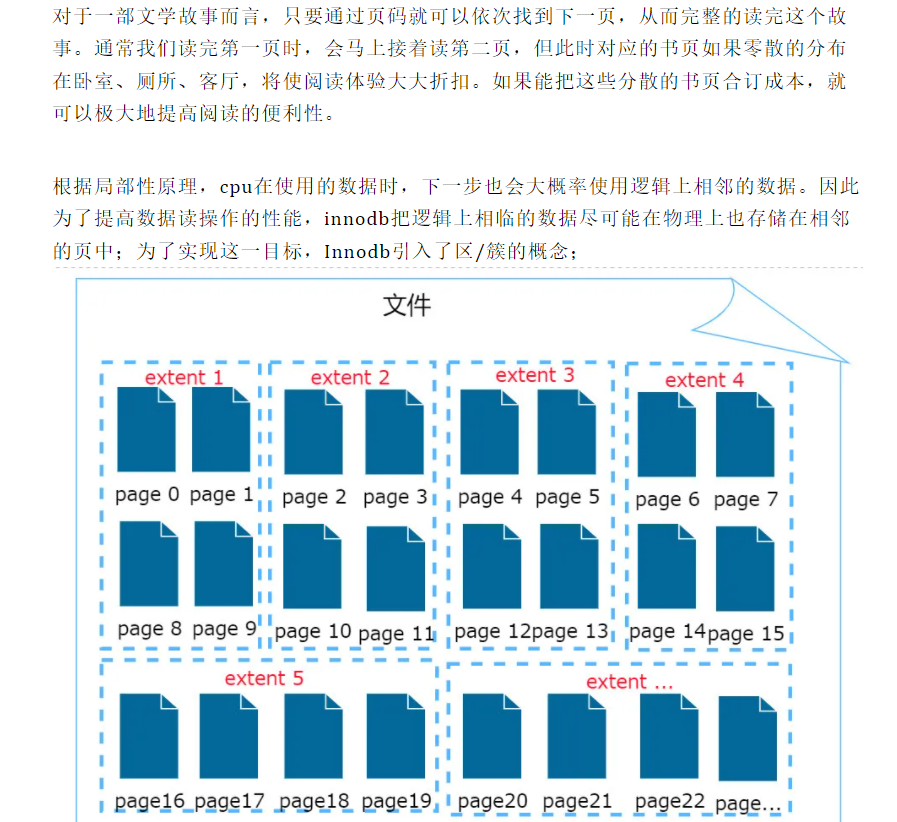 对于一部文学故事而言，只要通过页码就可以依次找到下一页，从而完整的读完这个故
事。通常我们读完第一页时，会马上接着读第二页，但此时对应的书页如果零散的分布
在卧室、厕所、客厅，将使阅读体验大大折扣。如果能把这些分散的书页合订成本，就
可以极大地提高阅读的便利性。
根据局部性原理，cpu在使用的数据时，下一步也会大概率使用逻辑上相邻的数据。因此
为了提高数据读操作的性能，innodb把逻辑上相临的数据尽可能在物理上也存储在相邻
的页中；为了实现这一目标，Innodb引入了区/簇的概念；
文件
extent 1 extent 2 extent 3 extent 4
page 0 page 1 page 2 page 3 page 4 page 5 page 6 page 7
page 8 page 9 page 10 page 11 page 12 page 13 page 14 page 15
extent 5 extent ...
page16 page17 page18 page19 page20 page21 page22 page...